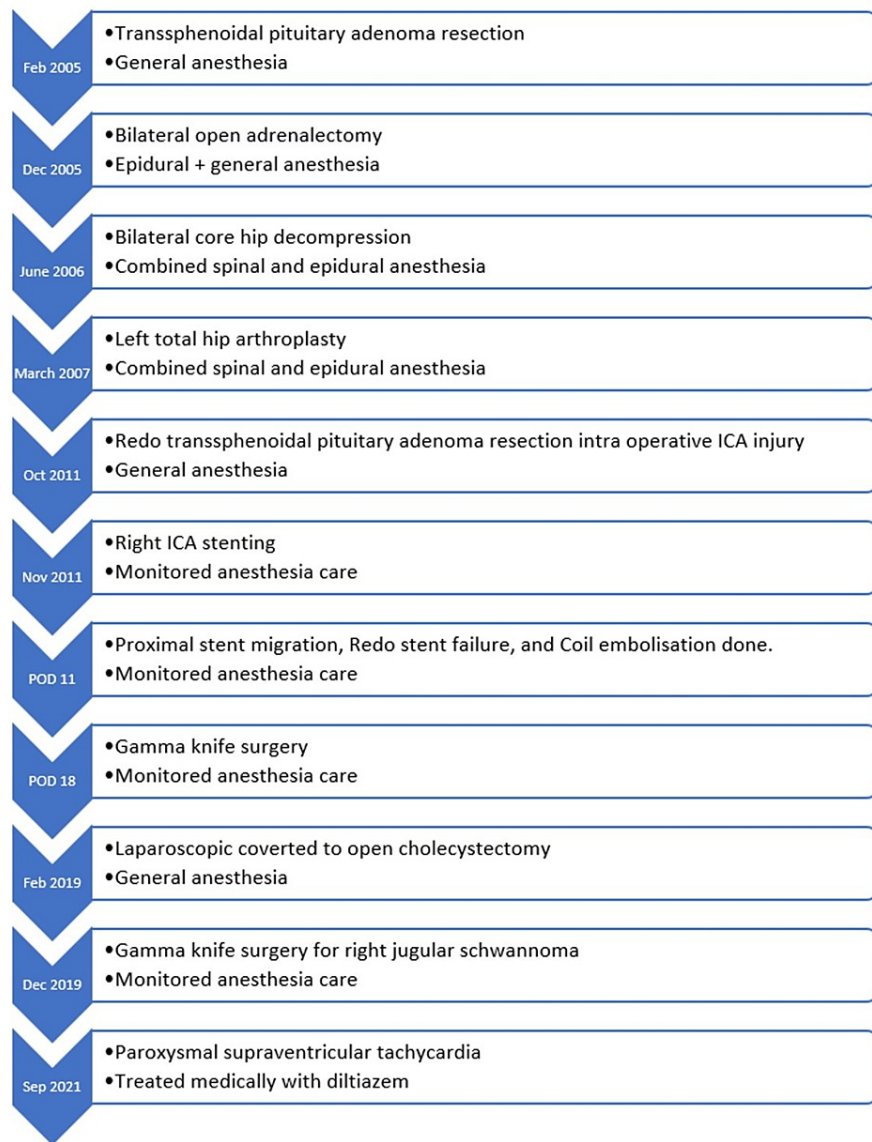 Feb 2005
•Transsphenoidal pituitary adenoma resection
•General anesthesia
Dec 2005
•Bilateral open adrenalectomy
•Epidural + general anesthesia
June 2006
•Bilateral core hip decompression
•Combined spinal and epidural anesthesia
March 2007
•Left total hip arthroplasty
•Combined spinal and epidural anesthesia
Oct 2011
•Redo transsphenoidal pituitary adenoma resection intra operative ICA injury
•General anesthesia
Nov 2011
•Right ICA stenting
•Monitored anesthesia care
POD 11
•Proximal stent migration, Redo stent failure, and Coil embolisation done.
•Monitored anesthesia care
POD 18
•Gamma knife surgery
•Monitored anesthesia care
Feb 2019
•Laparoscopic coverted to open cholecystectomy
•General anesthesia
Dec 2019
•Gamma knife surgery for right jugular schwannoma
•Monitored anesthesia care
Sep 2021
•Paroxysmal supraventricular tachycardia
•Treated medically with diltiazem